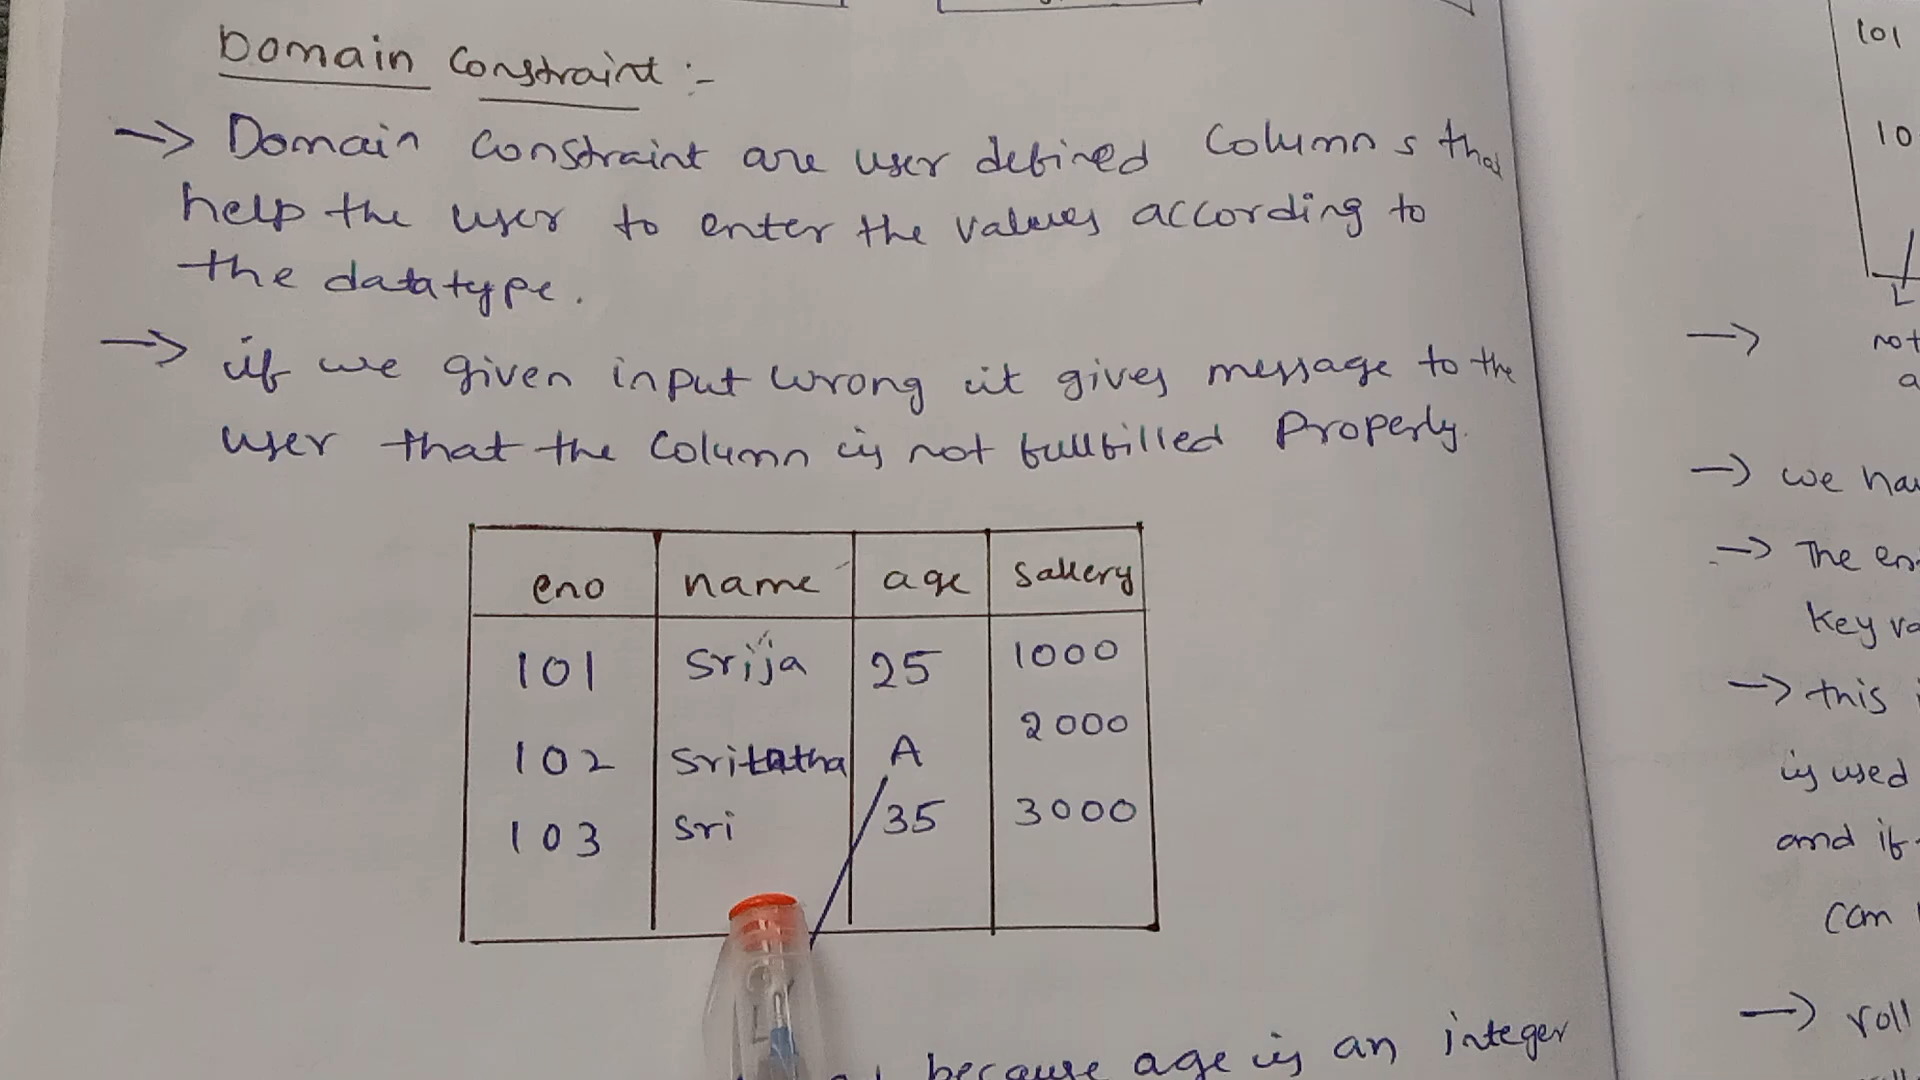 Domain Constraint :-
→ Domain Constraint are user defined Columns that
help the user to enter the values according to
the datatype.
→ if we given input wrong it gives message to the
user that the Column is not fullfilled Properly.
eno name age sallery
101 Srija 25 1000
102 Sritatha A 2000
103 Sri 35 3000
because age is an integer
101
10
→ not
a
→ we ha
→ The en
Key va
→ this i
is used
and if
Can
→ roll